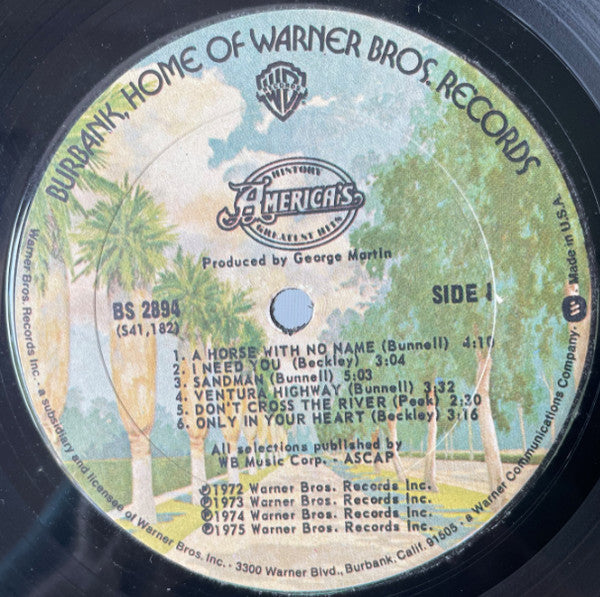 BURBANK, HOME OF WARNER BROS. RECORDS
HISTORY
AMERICA'S
GREATEST HITS
Produced by George Martin
BS 2894
(S41,182)
SIDE 1
1. A HORSE WITH NO NAME (Bunnell) 4:10
2. I NEED YOU (Beckley) 3:04
3. SANDMAN (Bunnell) 5:03
4. VENTURA HIGHWAY (Bunnell) 3:32
5. DON'T CROSS THE RIVER (Peek) 2:30
6. ONLY IN YOUR HEART (Beckley) 3:16
All selections published by
WB Music Corp. - ASCAP
℗1972 Warner Bros. Records Inc.
℗1973 Warner Bros. Records Inc.
℗1974 Warner Bros. Records Inc.
℗1975 Warner Bros. Records Inc.
Warner Bros. Records Inc. · a subsidiary and licensee of Warner Bros. Inc. · 3300 Warner Blvd., Burbank, Calif. 91505 · a Warner Communications Company. · Made in U.S.A.